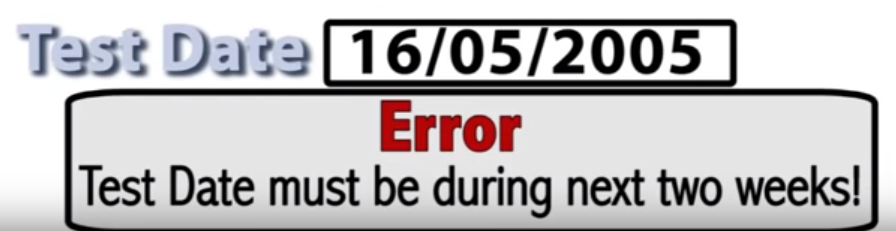 Test Date 16/05/2005
Error
Test Date must be during next two weeks!